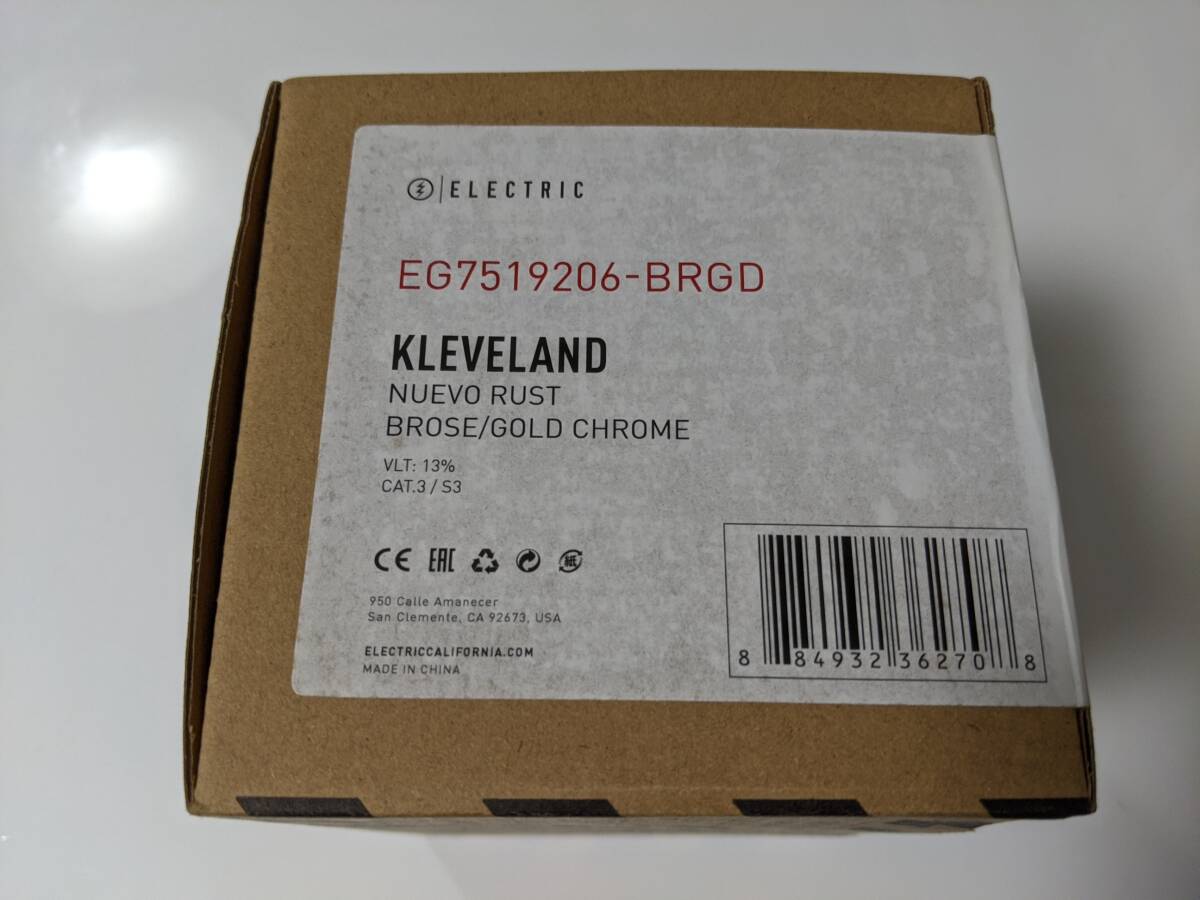 ELECTRIC
EG7519206-BRGD
KLEVELAND
NUEVO RUST
BROSE/GOLD CHROME
VLT: 13%
CAT.3 / S3
CE EAC 紙
950 Calle Amanecer
San Clemente, CA 92673, USA
ELECTRICCALIFORNIA.COM
MADE IN CHINA
8 84932 36270 8